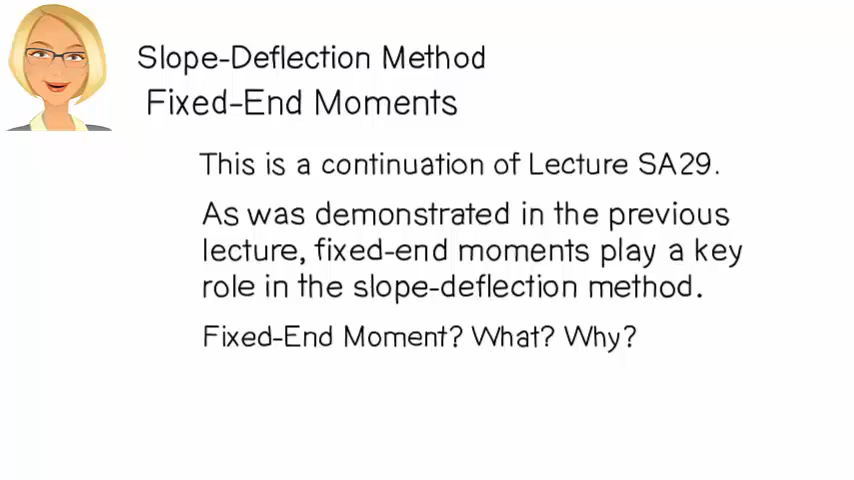 Slope-Deflection Method
Fixed-End Moments
This is a continuation of Lecture SA29.
As was demonstrated in the previous
lecture, fixed-end moments play a key
role in the slope-deflection method.
Fixed-End Moment? What? Why?